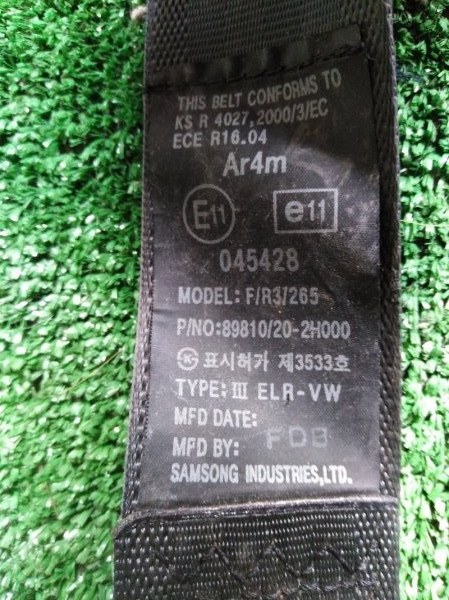 THIS BELT CONFORMS TO
KS R 4027,2000/3/EC
ECE R16.04
Ar4m
E11 e11
045428
MODEL: F/R3/265
P/NO:89810/20-2H000
K 표시허가 제3533호
TYPE: III ELR-VW
MFD DATE:
FDB
MFD BY:
SAMSONG INDUSTRIES,LTD.